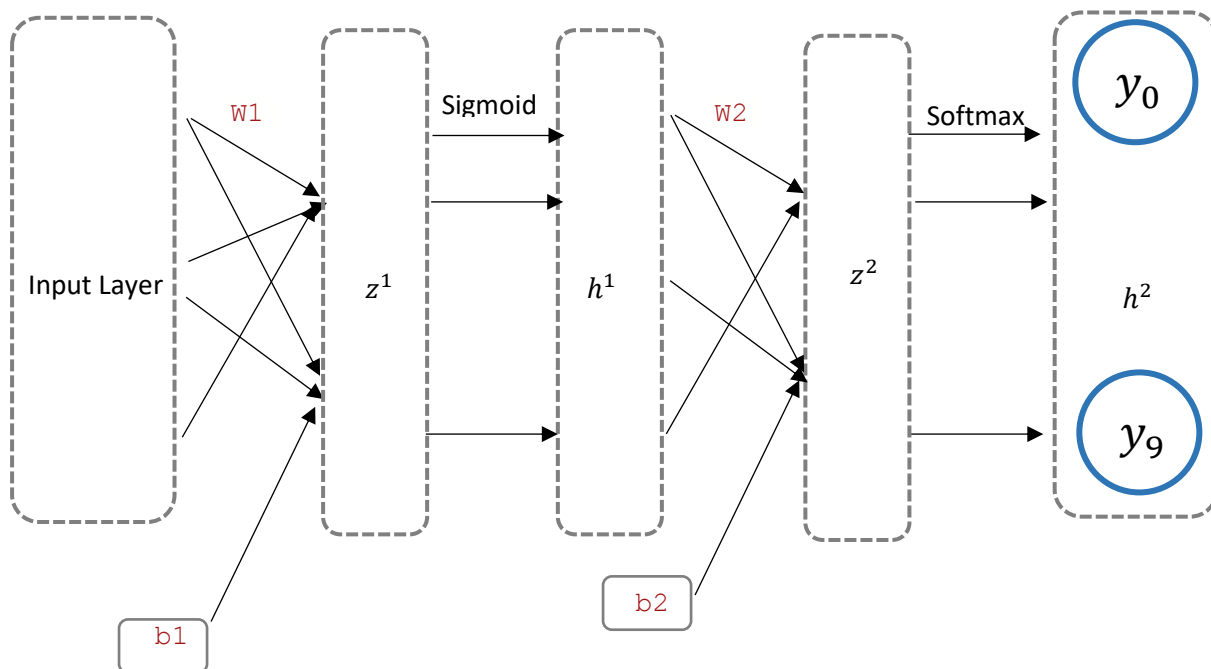 W1
Sigmoid
W2
Softmax
y₀
Input Layer
z¹
h¹
z²
h²
y₉
b1
b2